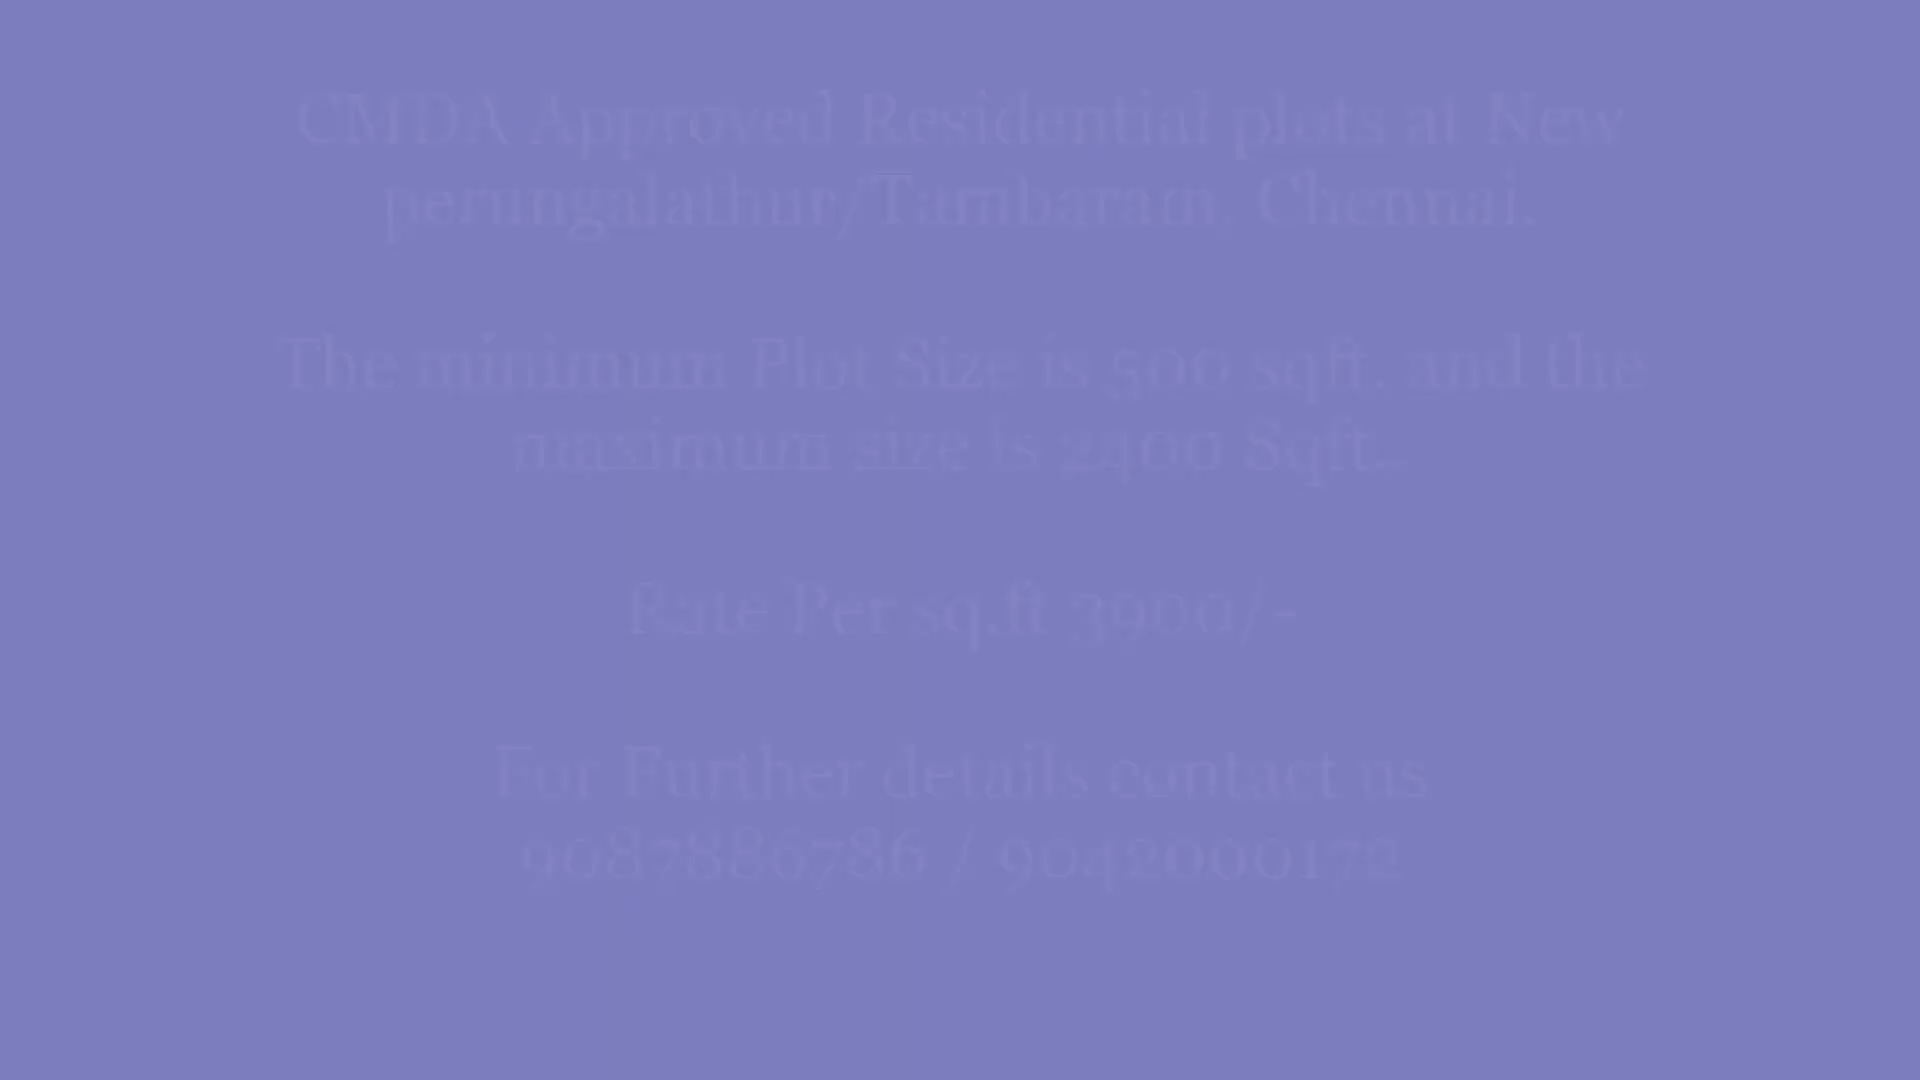 CMDA Approved Residential plots at New
perungalathur/Tambaram, Chennai.
The minimum Plot Size is 500 sqft. and the
maximum size is 2400 Sqft..
Rate Per sq.ft 3900/-
For Further details contact us
9087886786 / 9042000172